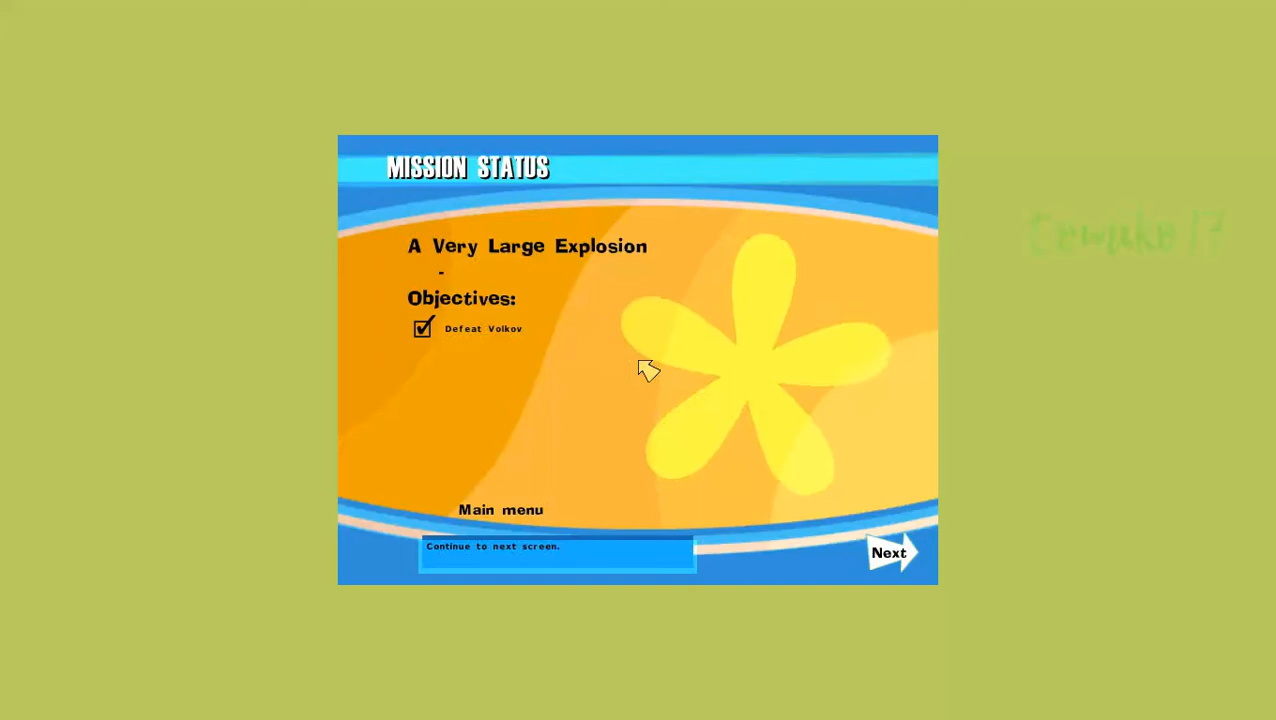 MISSION STATUS
A Very Large Explosion
-
Objectives:
Defeat Volkov
Main menu
Continue to next screen.
Next